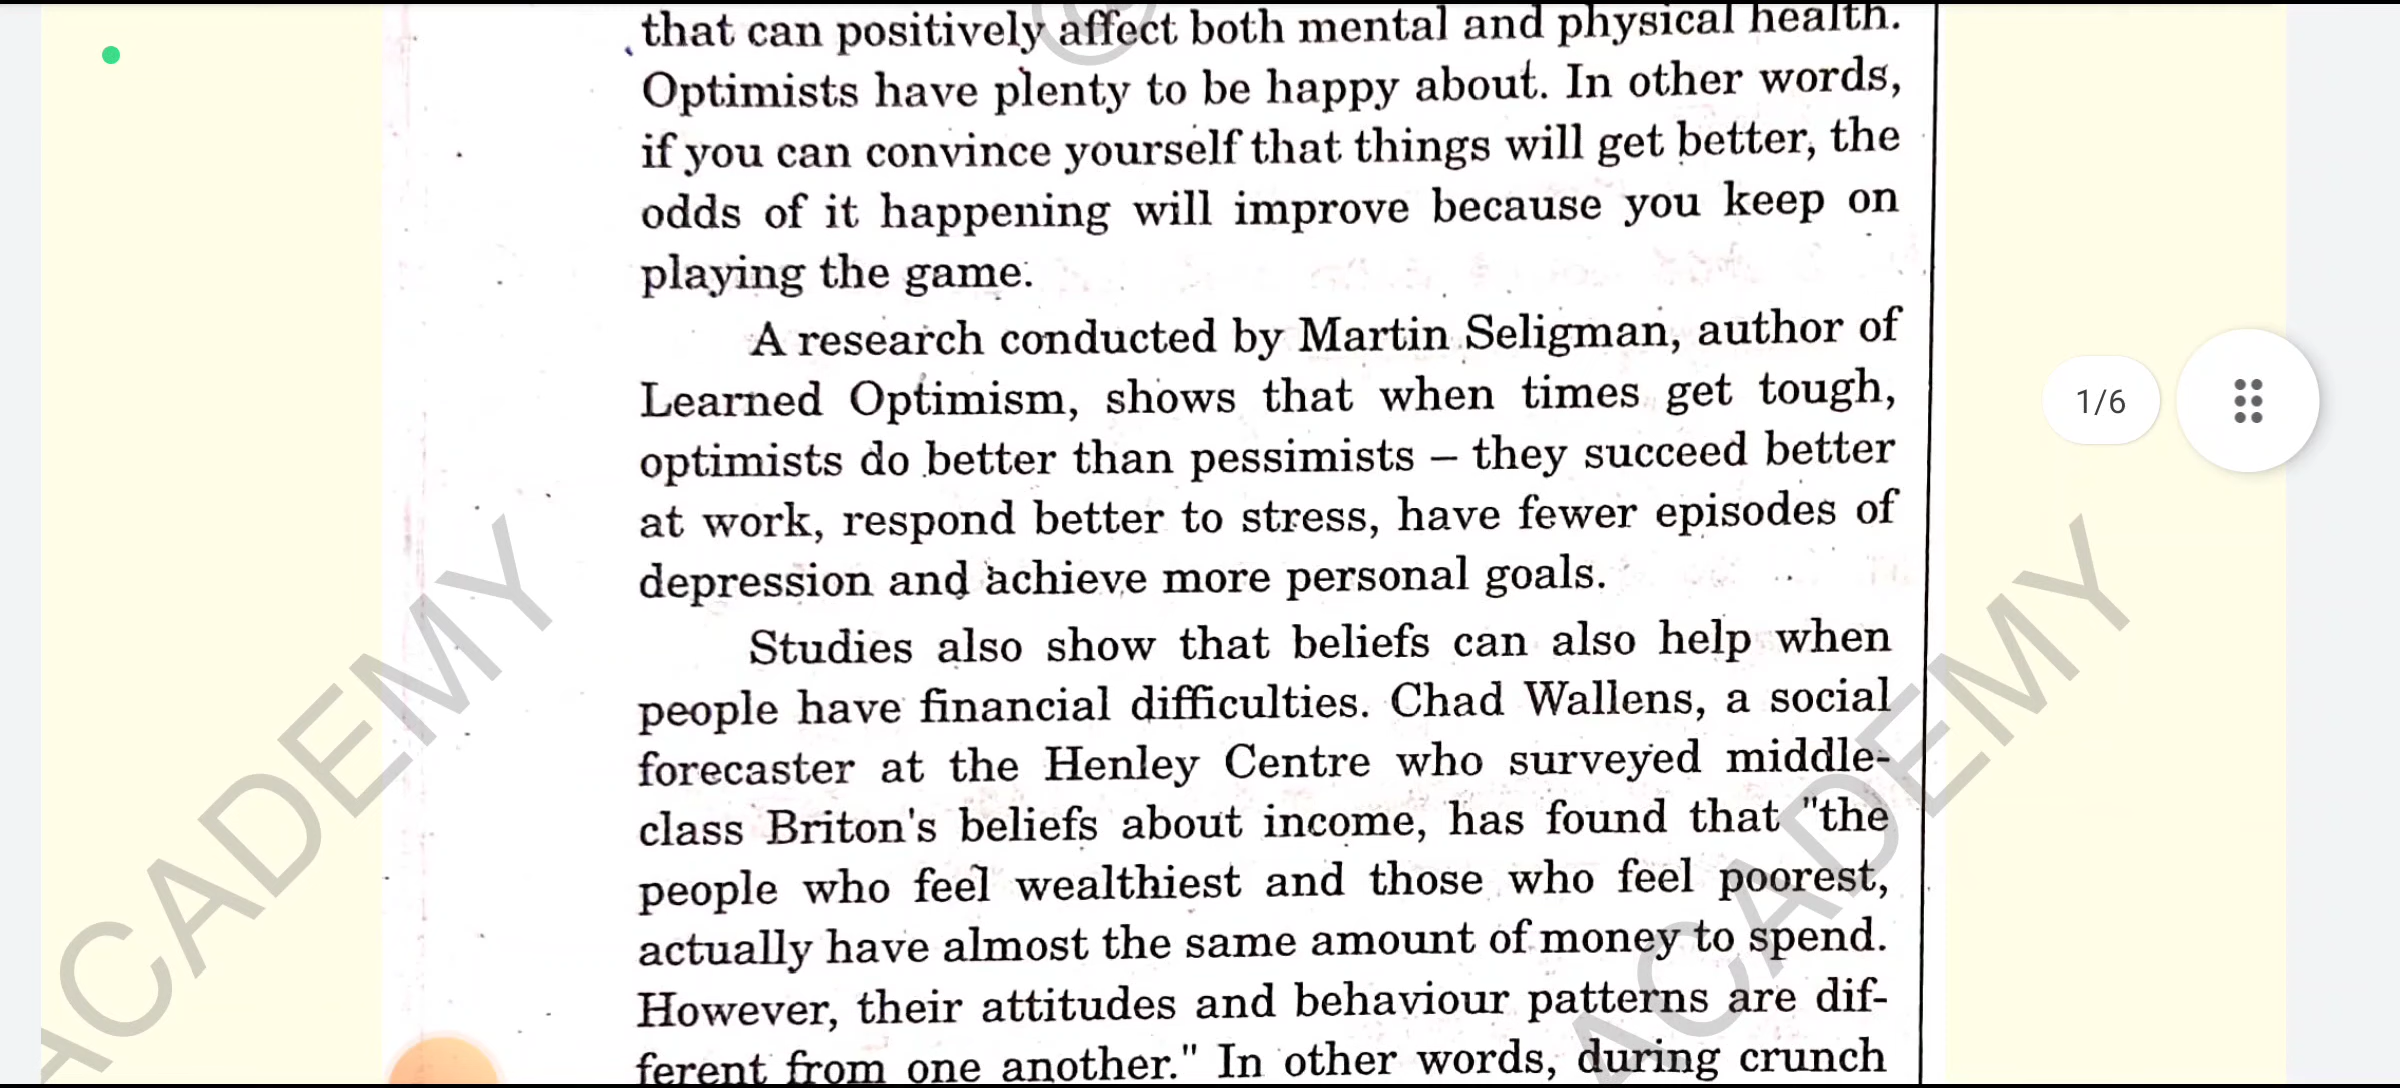 that can positively affect both mental and physical health.
Optimists have plenty to be happy about. In other words,
if you can convince yourself that things will get better, the
odds of it happening will improve because you keep on
playing the game.
A research conducted by Martin Seligman, author of
Learned Optimism, shows that when times get tough,
optimists do better than pessimists – they succeed better
at work, respond better to stress, have fewer episodes of
depression and achieve more personal goals.
Studies also show that beliefs can also help when
people have financial difficulties. Chad Wallens, a social
forecaster at the Henley Centre who surveyed middle-
class Briton's beliefs about income, has found that "the
people who feel wealthiest and those who feel poorest,
actually have almost the same amount of money to spend.
However, their attitudes and behaviour patterns are dif-
ferent from one another." In other words, during crunch
1/6
ACADEMY
ACADEMY